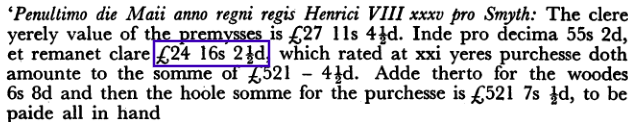 ‘Penultimo die Maii anno regni regis Henrici VIII xxxv pro Smyth: The clere
yerely value of the premysses is £27 11s 4½d. Inde pro decima 55s 2d,
et remanet clare £24 16s 2½d, which rated at xxi yeres purchesse doth
amounte to the somme of £521 – 4½d. Adde therto for the woodes
6s 8d and then the hoole somme for the purchesse is £521 7s ½d, to be
paide all in hand